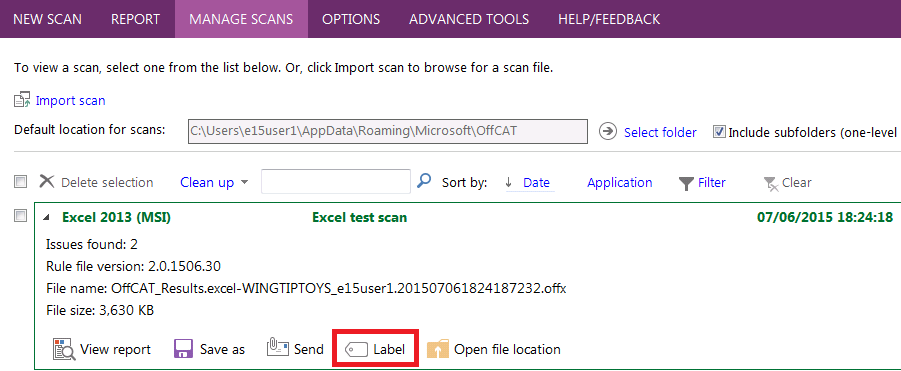 NEW SCAN REPORT MANAGE SCANS OPTIONS ADVANCED TOOLS HELP/FEEDBACK
To view a scan, select one from the list below. Or, click Import scan to browse for a scan file.
Import scan
Default location for scans: C:\Users\e15user1\AppData\Roaming\Microsoft\OffCAT Select folder Include subfolders (one-level
Delete selection Clean up Sort by: ↓ Date Application Filter Clear
Excel 2013 (MSI) Excel test scan 07/06/2015 18:24:18
Issues found: 2
Rule file version: 2.0.1506.30
File name: OffCAT_Results.excel-WINGTIPTOYS_e15user1.201507061824187232.offx
File size: 3,630 KB
View report Save as Send Label Open file location